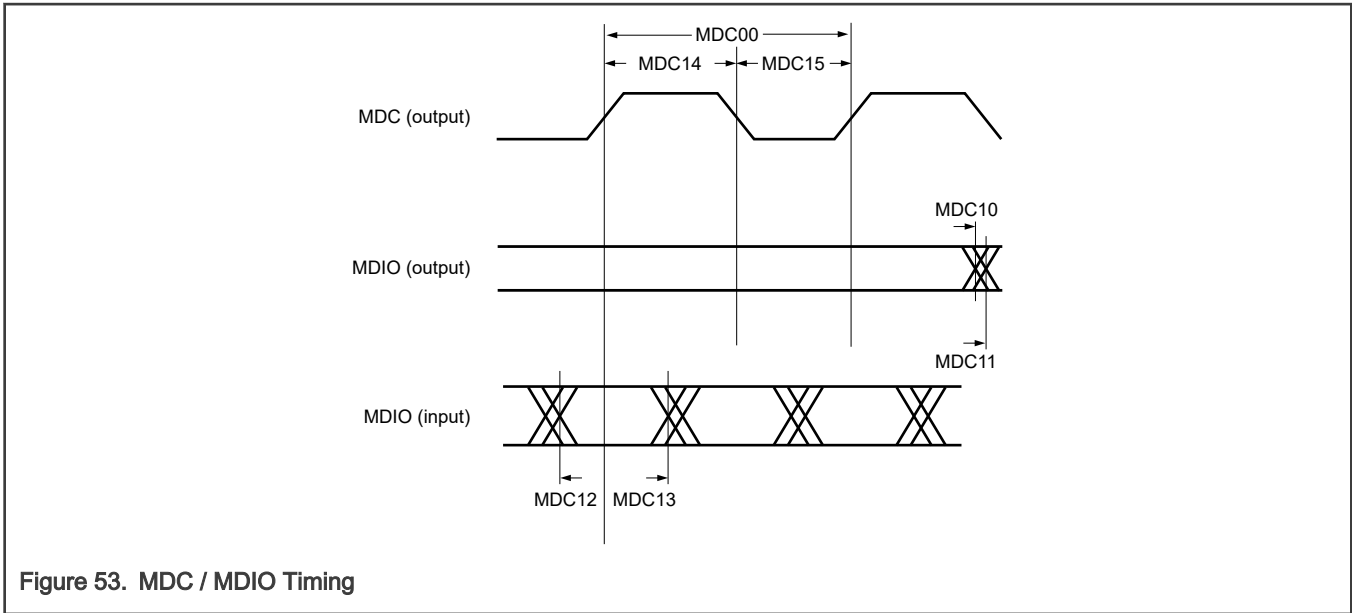 MDC00
MDC14 MDC15
MDC (output)
MDC10
MDIO (output)
MDC11
MDIO (input)
MDC12 MDC13
Figure 53. MDC / MDIO Timing